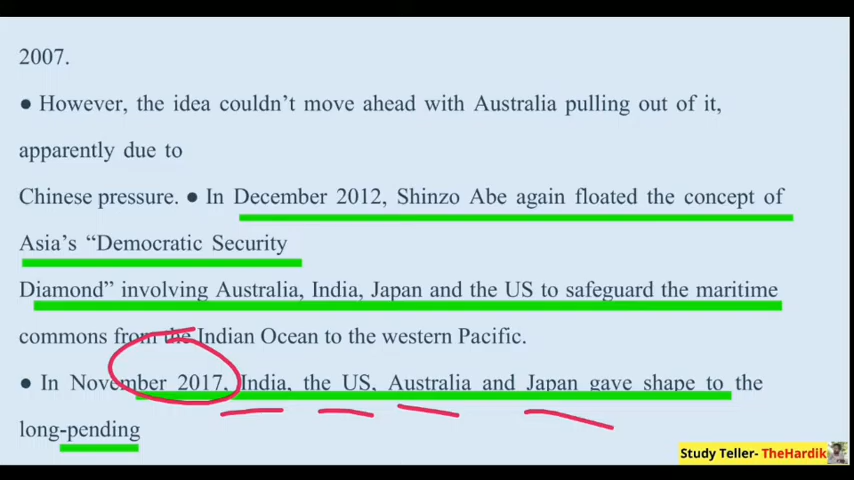 2007.
● However, the idea couldn't move ahead with Australia pulling out of it,
apparently due to
Chinese pressure. ● In December 2012, Shinzo Abe again floated the concept of
Asia's “Democratic Security
Diamond” involving Australia, India, Japan and the US to safeguard the maritime
commons from the Indian Ocean to the western Pacific.
● In November 2017, India, the US, Australia and Japan gave shape to the
long-pending
Study Teller- TheHardik